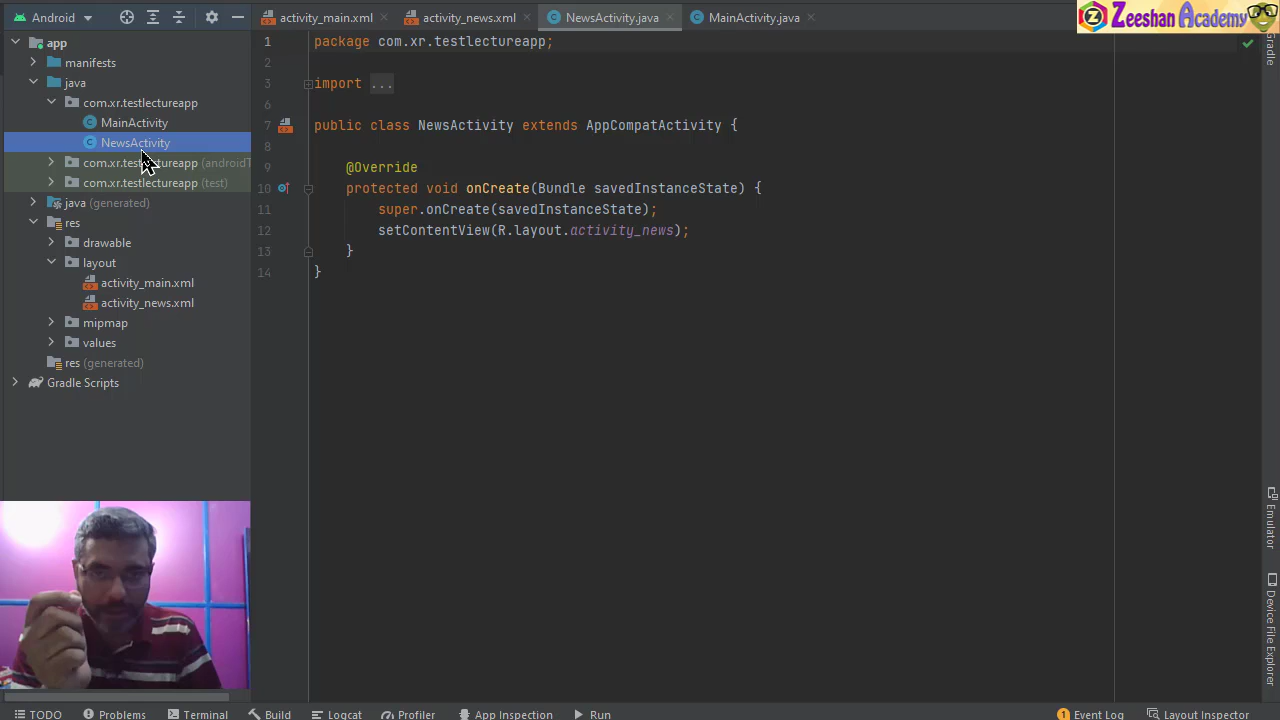 Android
activity_main.xml
activity_news.xml
NewsActivity.java
MainActivity.java
Zeeshan Academy
app
manifests
java
com.xr.testlectureapp
MainActivity
NewsActivity
com.xr.testlectureapp (androidT
com.xr.testlectureapp (test)
java (generated)
res
drawable
layout
activity_main.xml
activity_news.xml
mipmap
values
res (generated)
Gradle Scripts
1 package com.xr.testlectureapp;
2
3 import ...
6
7 public class NewsActivity extends AppCompatActivity {
8
9 @Override
10 protected void onCreate(Bundle savedInstanceState) {
11 super.onCreate(savedInstanceState);
12 setContentView(R.layout.activity_news);
13 }
14 }
Gradle
Emulator
Device File Explorer
TODO
Problems
Terminal
Build
Logcat
Profiler
App Inspection
Run
1 Event Log
Layout Inspector